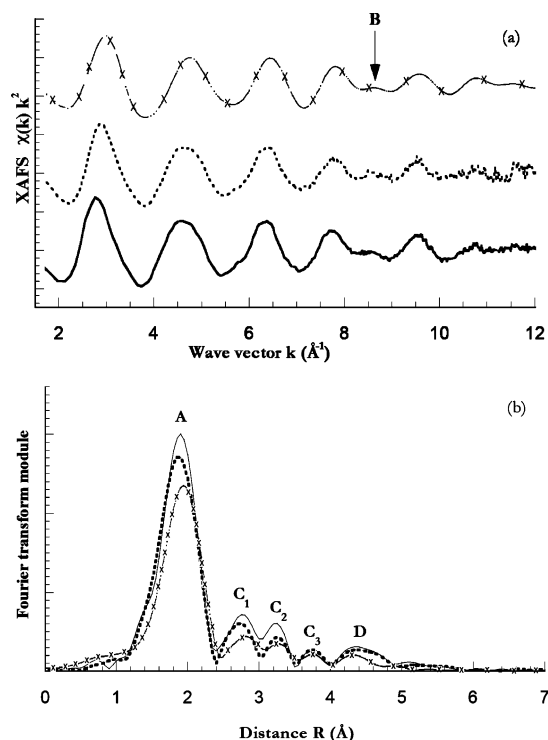 B
(a)
XAFS χ(k) k²
2 4 6 8 10 12
Wave vector k (Å⁻¹)
(b)
A
C₁
C₂
C₃
D
Fourier transform module
0 1 2 3 4 5 6 7
Distance R (Å)